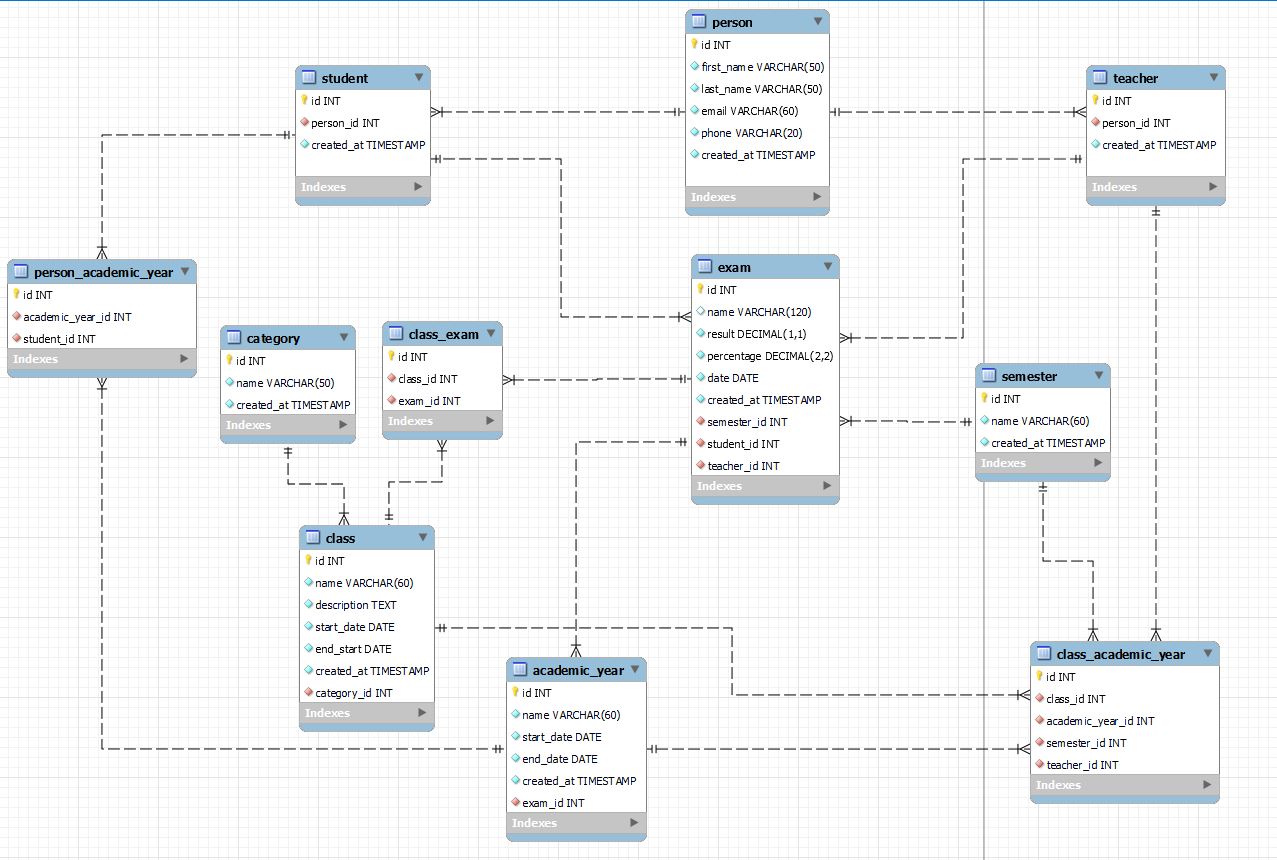 person
id INT
first_name VARCHAR(50)
last_name VARCHAR(50)
email VARCHAR(60)
phone VARCHAR(20)
created_at TIMESTAMP
Indexes
student
id INT
person_id INT
created_at TIMESTAMP
Indexes
teacher
id INT
person_id INT
created_at TIMESTAMP
Indexes
person_academic_year
id INT
academic_year_id INT
student_id INT
Indexes
category
id INT
name VARCHAR(50)
created_at TIMESTAMP
Indexes
class_exam
id INT
class_id INT
exam_id INT
Indexes
exam
id INT
name VARCHAR(120)
result DECIMAL(1,1)
percentage DECIMAL(2,2)
date DATE
created_at TIMESTAMP
semester_id INT
student_id INT
teacher_id INT
Indexes
semester
id INT
name VARCHAR(60)
created_at TIMESTAMP
Indexes
class
id INT
name VARCHAR(60)
description TEXT
start_date DATE
end_start DATE
created_at TIMESTAMP
category_id INT
Indexes
academic_year
id INT
name VARCHAR(60)
start_date DATE
end_date DATE
created_at TIMESTAMP
exam_id INT
Indexes
class_academic_year
id INT
class_id INT
academic_year_id INT
semester_id INT
teacher_id INT
Indexes